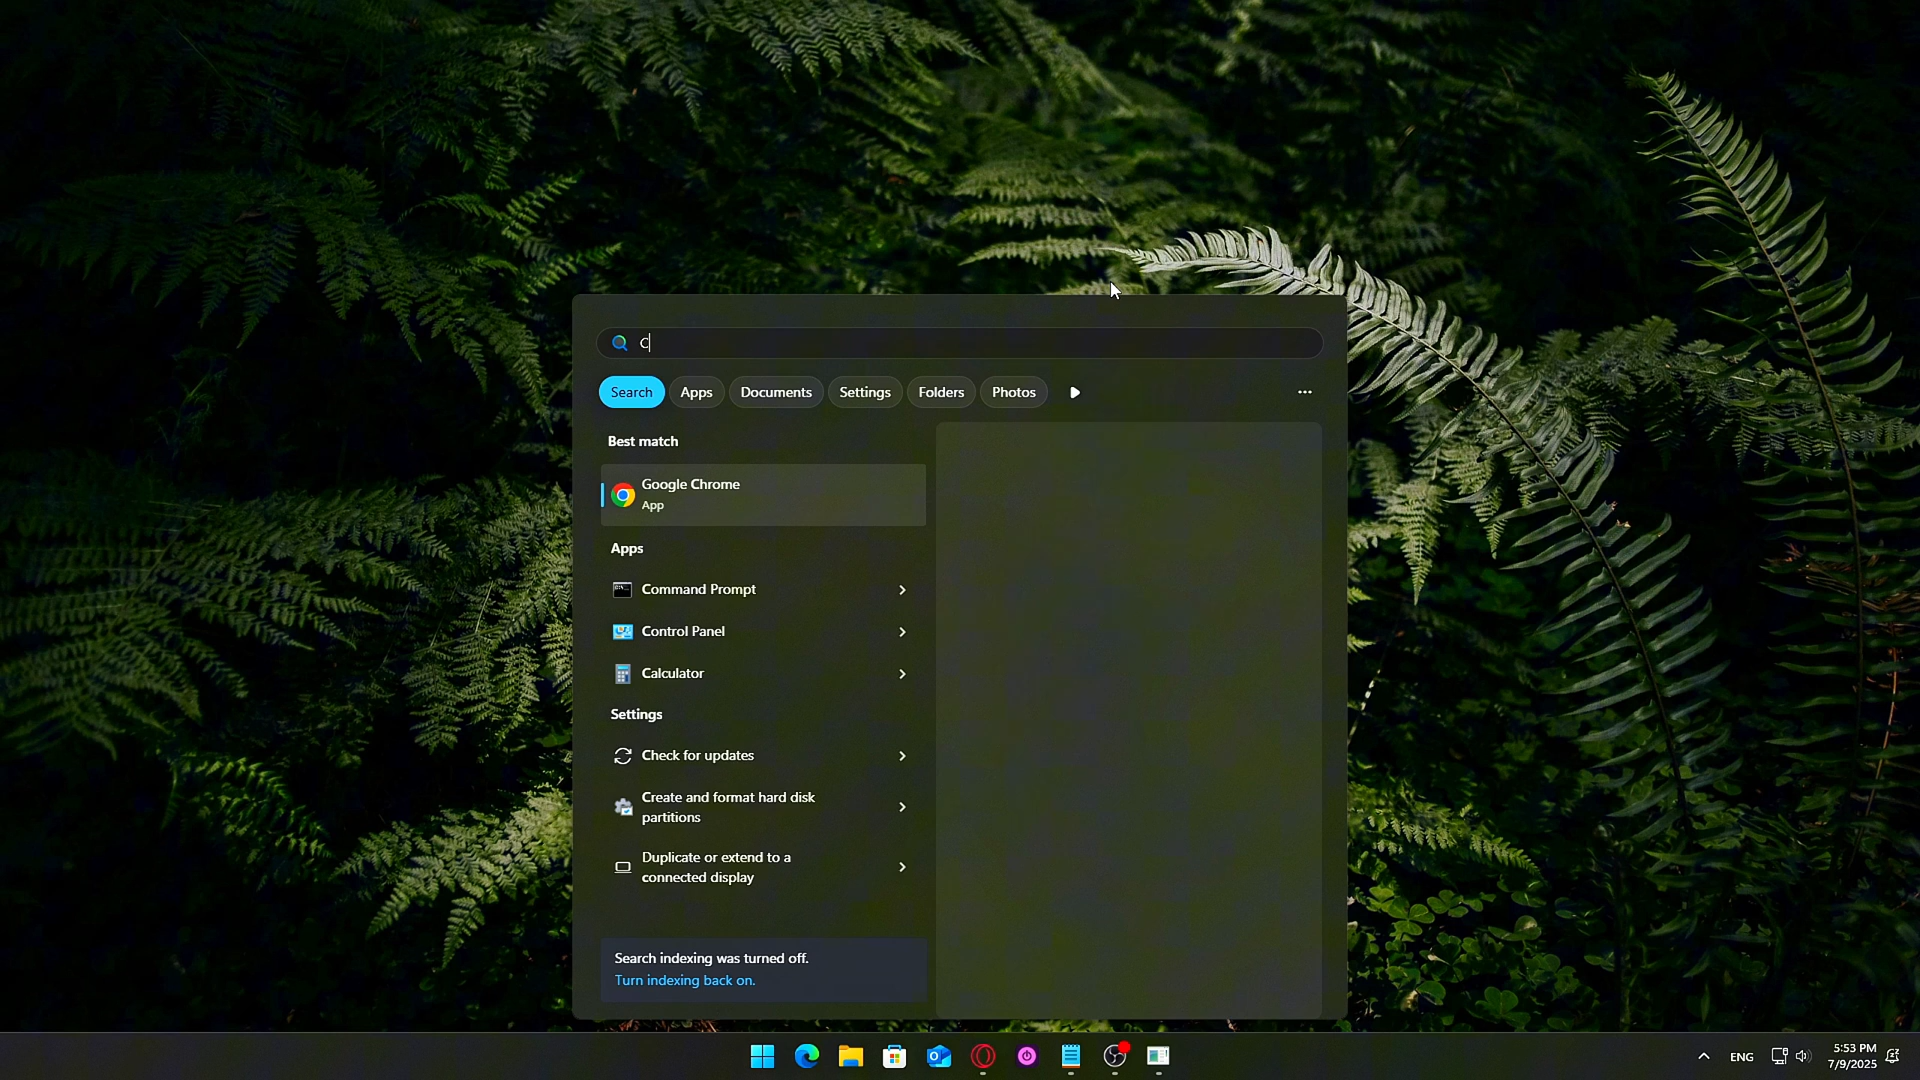 C
Search Apps Documents Settings Folders Photos
Best match
Google Chrome
App
Apps
Command Prompt
Control Panel
Calculator
Settings
Check for updates
Create and format hard disk
partitions
Duplicate or extend to a
connected display
Search indexing was turned off.
Turn indexing back on.
ENG
5:53 PM
7/9/2025